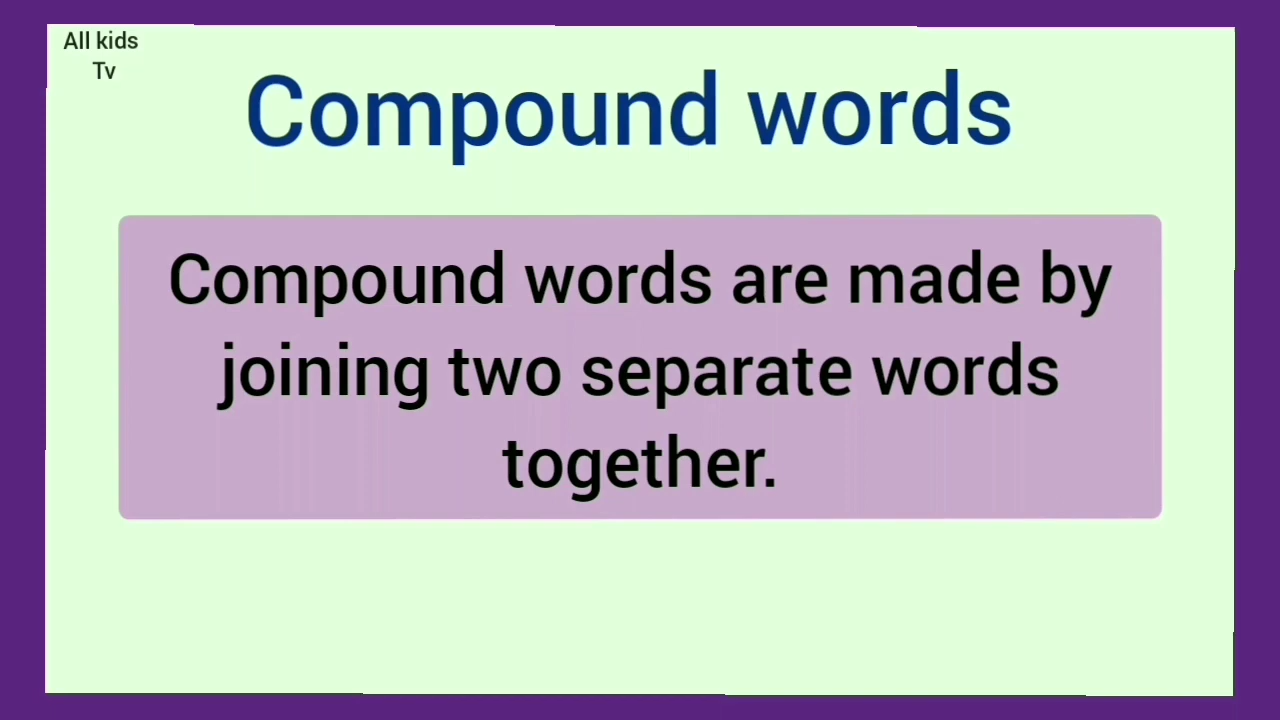 All kids
Tv
Compound words
Compound words are made by
joining two separate words
together.